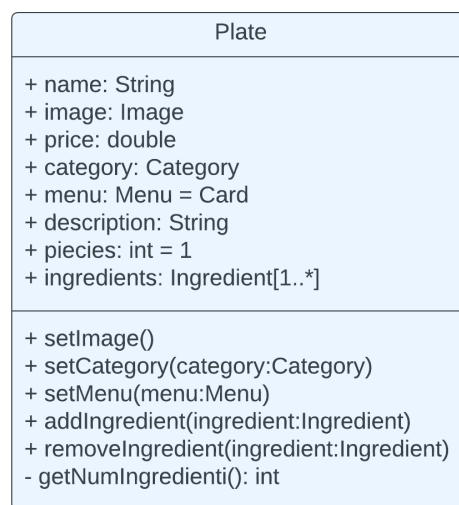 Plate
+ name: String
+ image: Image
+ price: double
+ category: Category
+ menu: Menu = Card
+ description: String
+ piecies: int = 1
+ ingredients: Ingredient[1..*]
+ setImage()
+ setCategory(category:Category)
+ setMenu(menu:Menu)
+ addIngredient(ingredient:Ingredient)
+ removeIngredient(ingredient:Ingredient)
- getNumIngredienti(): int